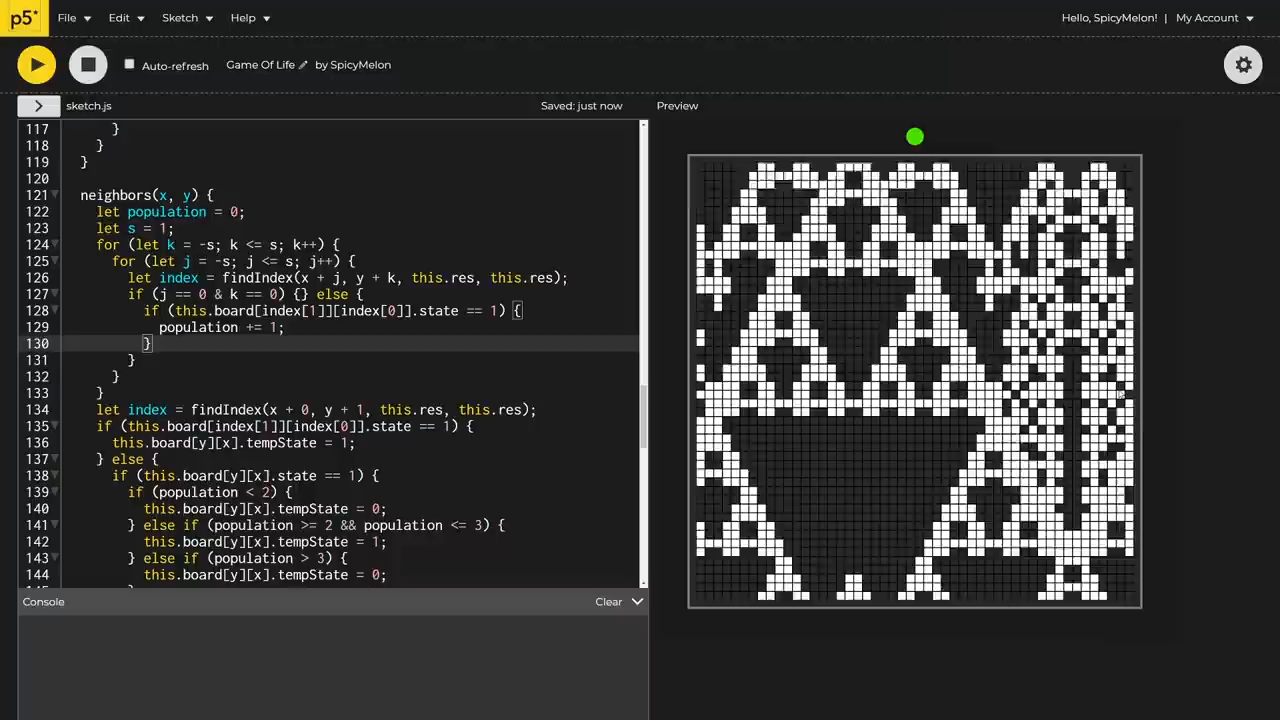 p5* File Edit Sketch Help Hello, SpicyMelon! | My Account
Auto-refresh Game Of Life by SpicyMelon
sketch.js Saved: just now Preview
117 }
118 }
119 }
120
121 neighbors(x, y) {
122 let population = 0;
123 let s = 1;
124 for (let k = -s; k <= s; k++) {
125 for (let j = -s; j <= s; j++) {
126 let index = findIndex(x + j, y + k, this.res, this.res);
127 if (j == 0 & k == 0) {} else {
128 if (this.board[index[1]][index[0]].state == 1) {
129 population += 1;
130 }
131 }
132 }
133 }
134 let index = findIndex(x + 0, y + 1, this.res, this.res);
135 if (this.board[index[1]][index[0]].state == 1) {
136 this.board[y][x].tempState = 1;
137 } else {
138 if (this.board[y][x].state == 1) {
139 if (population < 2) {
140 this.board[y][x].tempState = 0;
141 } else if (population >= 2 && population <= 3) {
142 this.board[y][x].tempState = 1;
143 } else if (population > 3) {
144 this.board[y][x].tempState = 0;
Console Clear